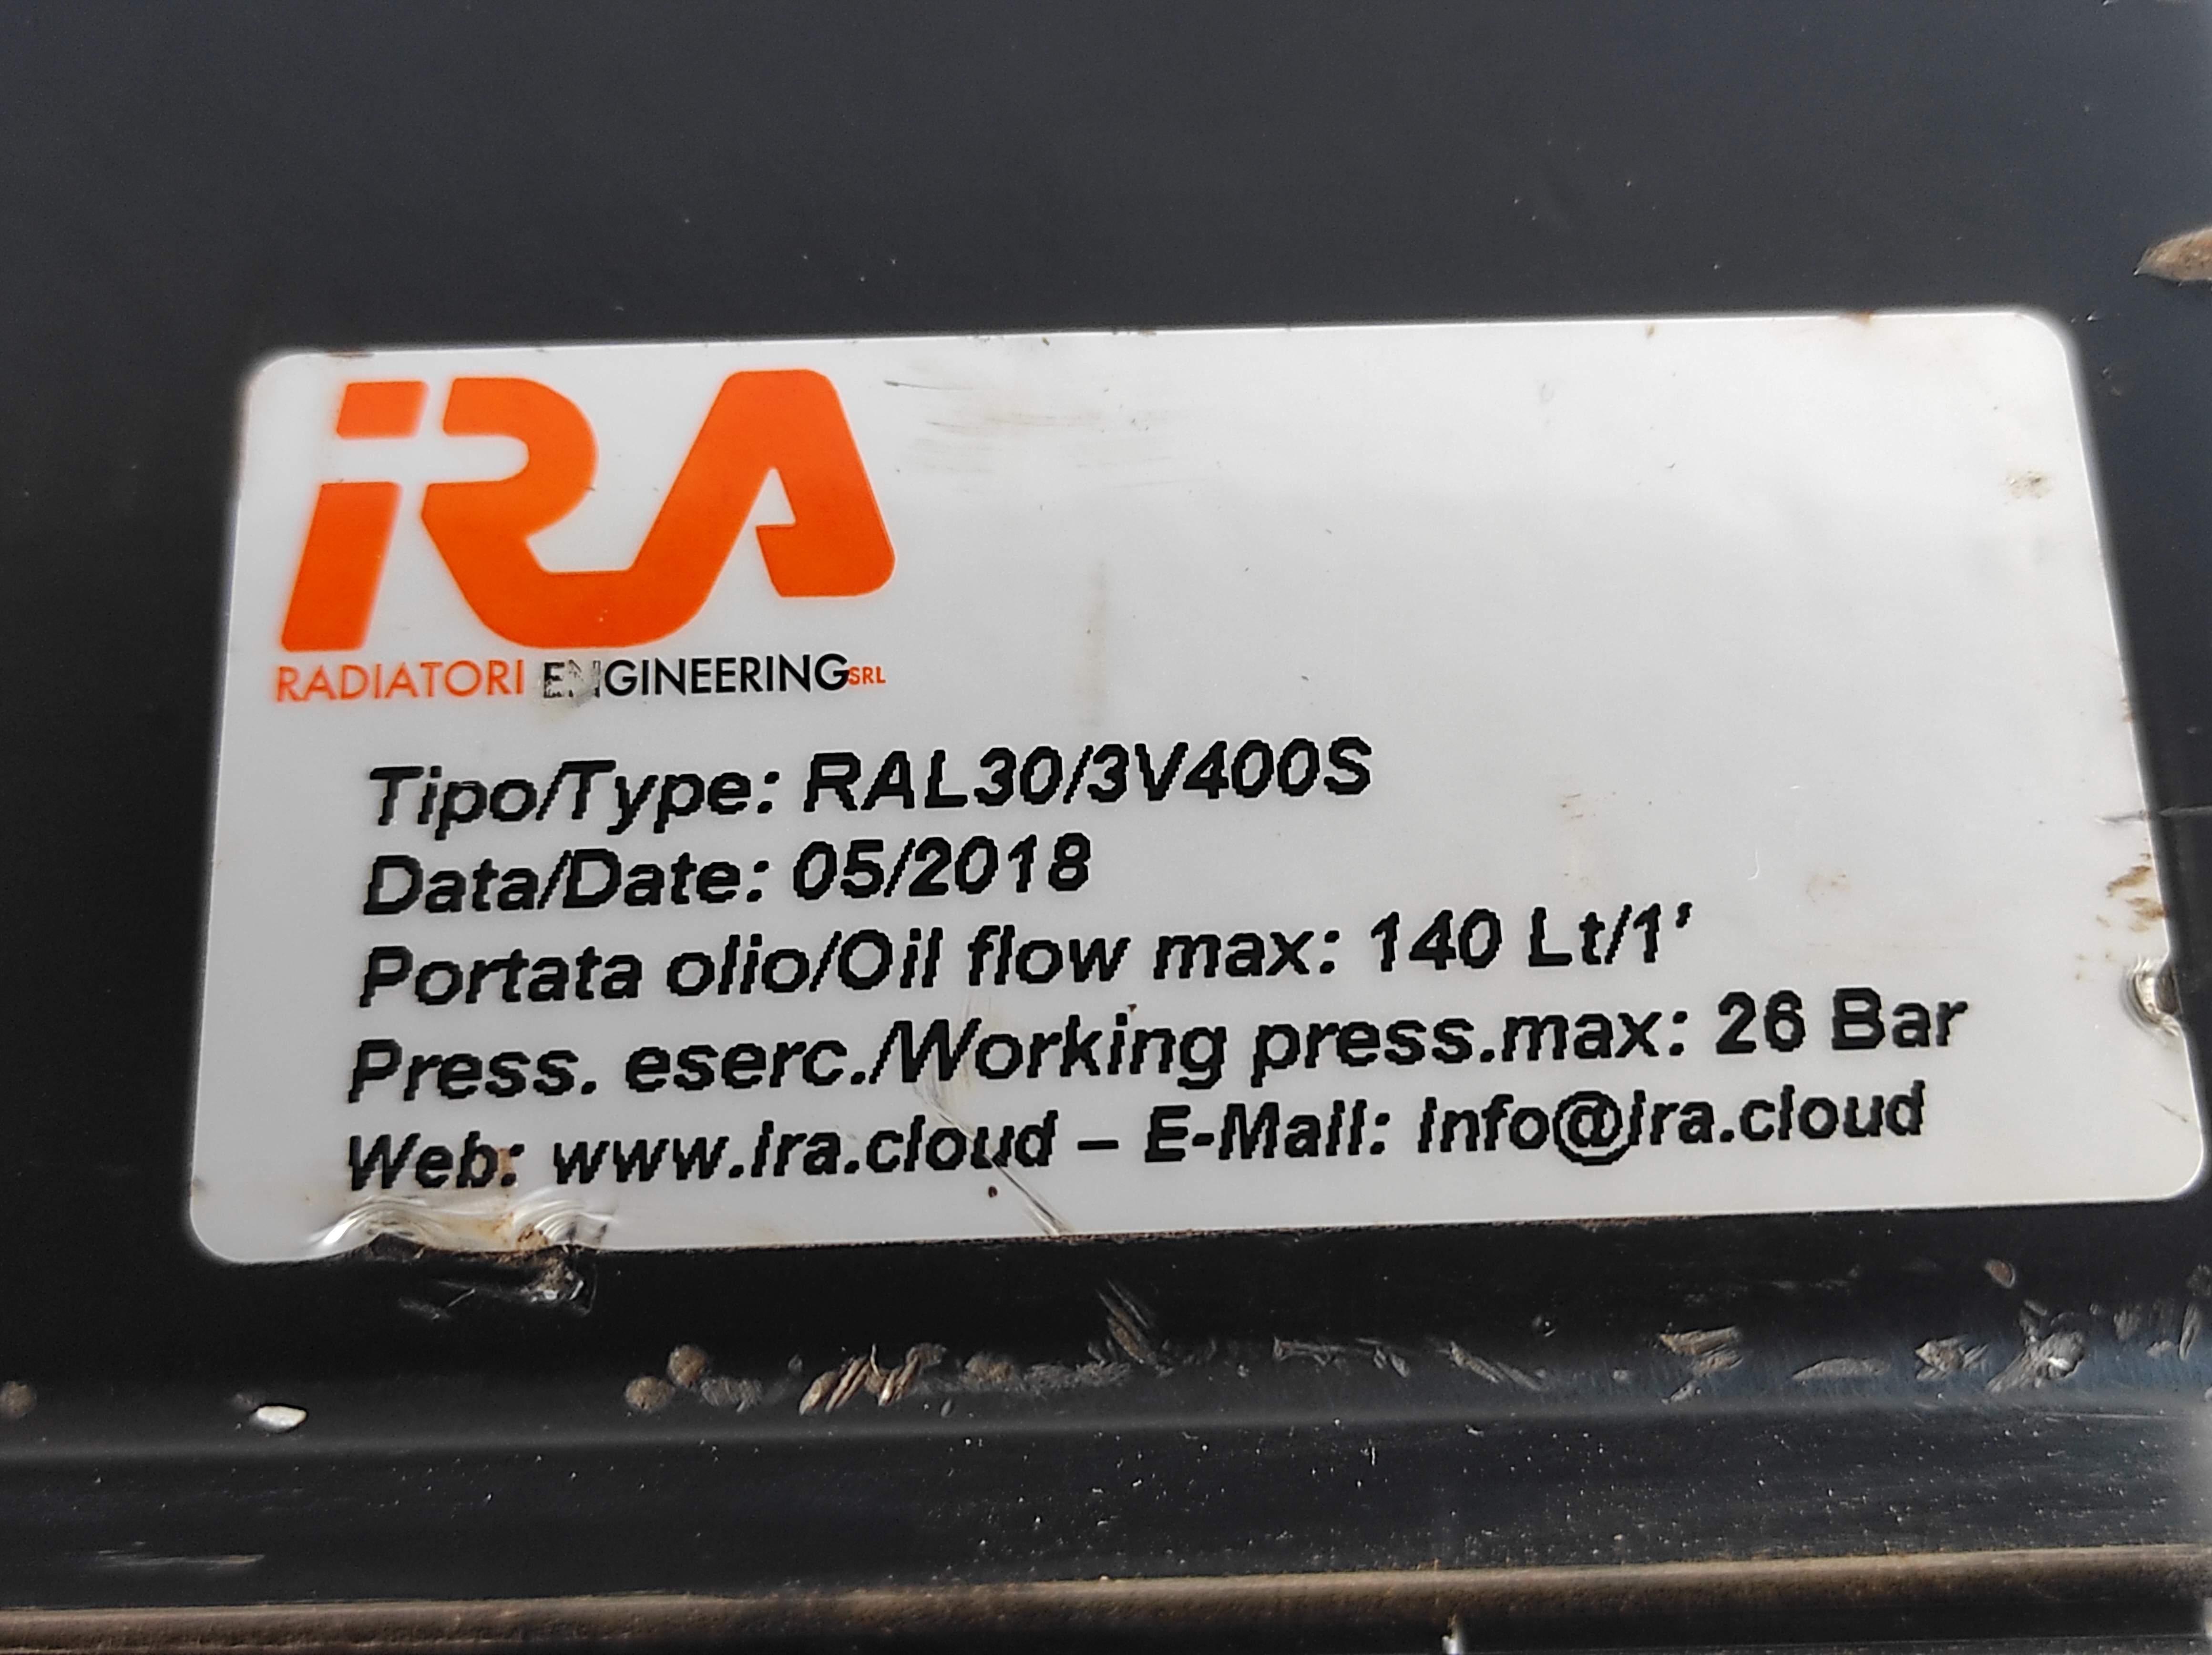 iRA
RADIATORI ENGINEERING SRL
Tipo/Type: RAL30/3V400S
Data/Date: 05/2018
Portata olio/Oil flow max: 140 Lt/1'
Press. eserc./Working press.max: 26 Bar
Web: www.ira.cloud – E-Mail: info@ira.cloud